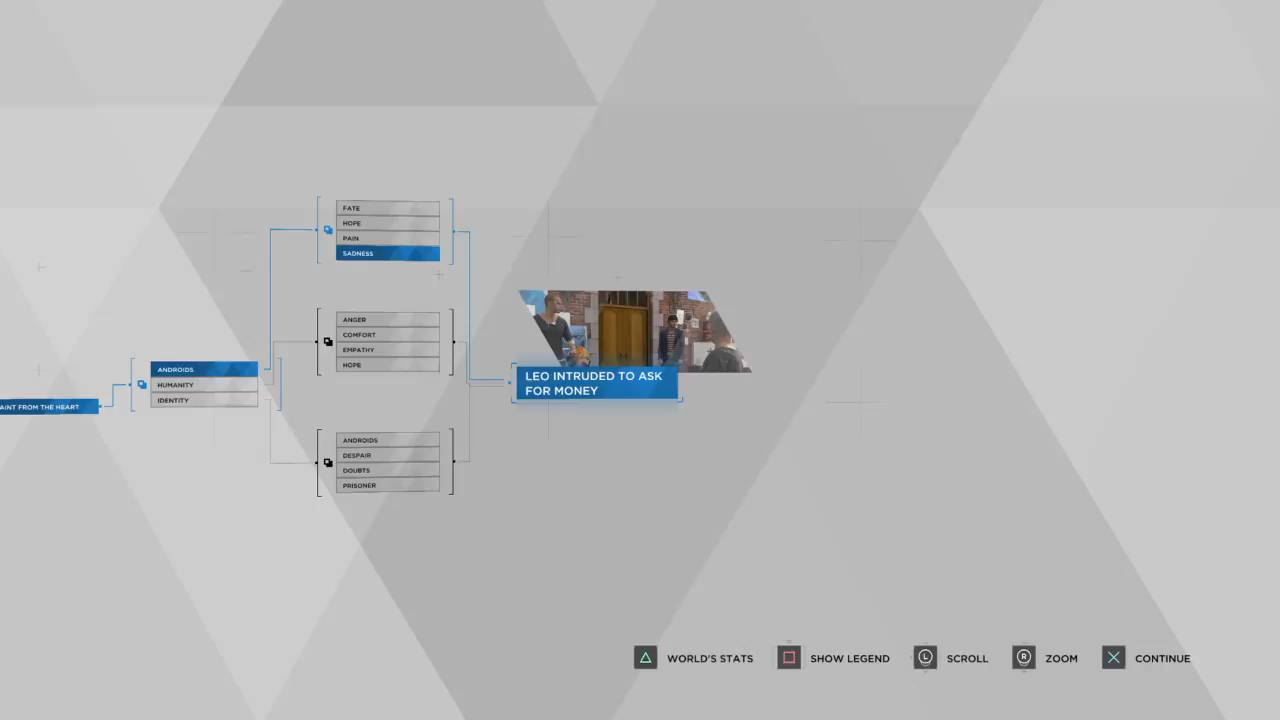 FATE
HOPE
PAIN
SADNESS
ANGER
COMFORT
EMPATHY
HOPE
ANDROIDS
HUMANITY
IDENTITY
AINT FROM THE HEART
LEO INTRUDED TO ASK
FOR MONEY
ANDROIDS
DESPAIR
DOUBTS
PRISONER
WORLD'S STATS
SHOW LEGEND
L
SCROLL
R
ZOOM
CONTINUE